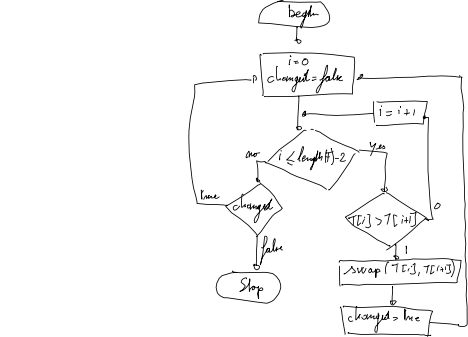 begin
i=0
changed=false
i=i+1
i ≤ length(T)-2
no
yes
true
changed
T[i]>T[i+1]
0
false
1
Stop
swap(T[i],T[i+1])
changed=true